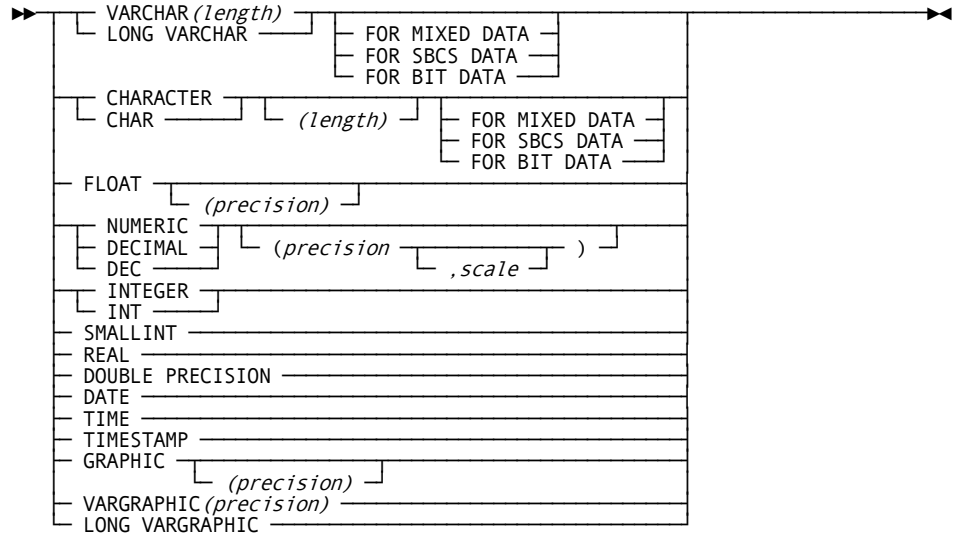 VARCHAR(length)
LONG VARCHAR FOR MIXED DATA
FOR SBCS DATA
FOR BIT DATA
CHARACTER
CHAR (length) FOR MIXED DATA
FOR SBCS DATA
FOR BIT DATA
FLOAT
(precision)
NUMERIC
DECIMAL (precision )
DEC ,scale
INTEGER
INT
SMALLINT
REAL
DOUBLE PRECISION
DATE
TIME
TIMESTAMP
GRAPHIC
(precision)
VARGRAPHIC(precision)
LONG VARGRAPHIC